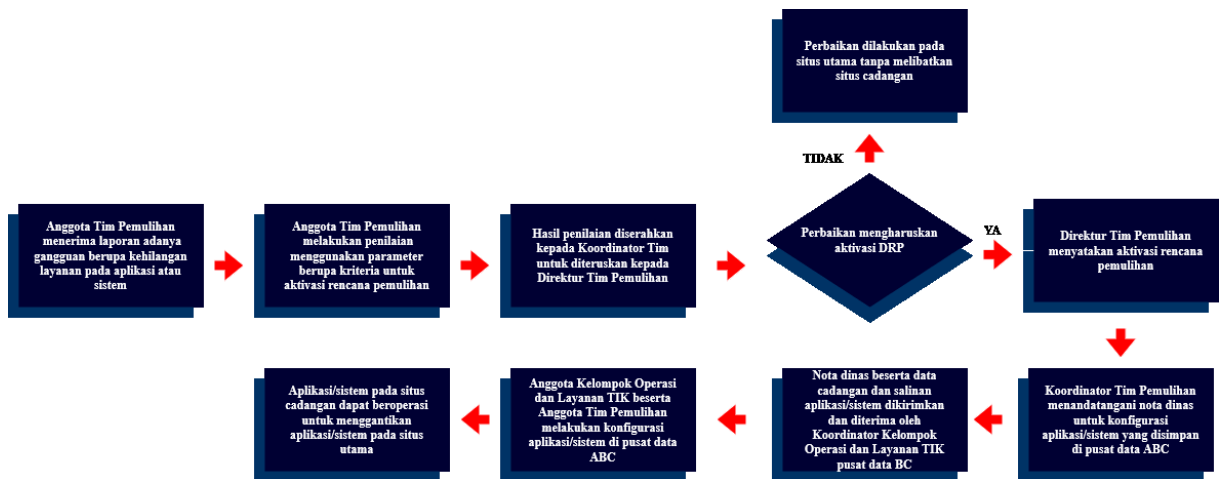 Anggota Tim Pemulihan
menerima laporan adanya
gangguan berupa kehilangan
layanan pada aplikasi atau
sistem
Anggota Tim Pemulihan
melakukan penilaian
menggunakan parameter
berupa kriteria untuk
aktivasi rencana pemulihan
Hasil penilaian diserahkan
kepada Koordinator Tim
untuk diteruskan kepada
Direktur Tim Pemulihan
Perbaikan mengharuskan
aktivasi DRP
TIDAK
Perbaikan dilakukan pada
situs utama tanpa melibatkan
situs cadangan
YA
Direktur Tim Pemulihan
menyatakan aktivasi rencana
pemulihan
Koordinator Tim Pemulihan
menandatangani nota dinas
untuk konfigurasi
aplikasi/sistem yang disimpan
di pusat data ABC
Nota dinas beserta data
cadangan dan salinan
aplikasi/sistem dikirimkan
dan diterima oleh
Koordinator Kelompok
Operasi dan Layanan TIK
pusat data BC
Anggota Kelompok Operasi
dan Layanan TIK beserta
Anggota Tim Pemulihan
melakukan konfigurasi
aplikasi/sistem di pusat data
ABC
Aplikasi/sistem pada situs
cadangan dapat beroperasi
untuk menggantikan
aplikasi/sistem pada situs
utama